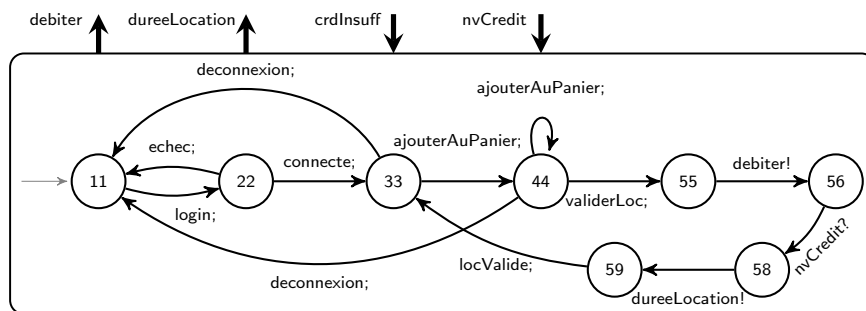 debiter
dureeLocation
crdInsuff
nvCredit
deconnexion;
ajouterAuPanier;
echec;
connecte;
ajouterAuPanier;
debiter!
11
22
33
44
55
56
login;
validerLoc;
nvCredit?
locValide;
59
58
deconnexion;
dureeLocation!